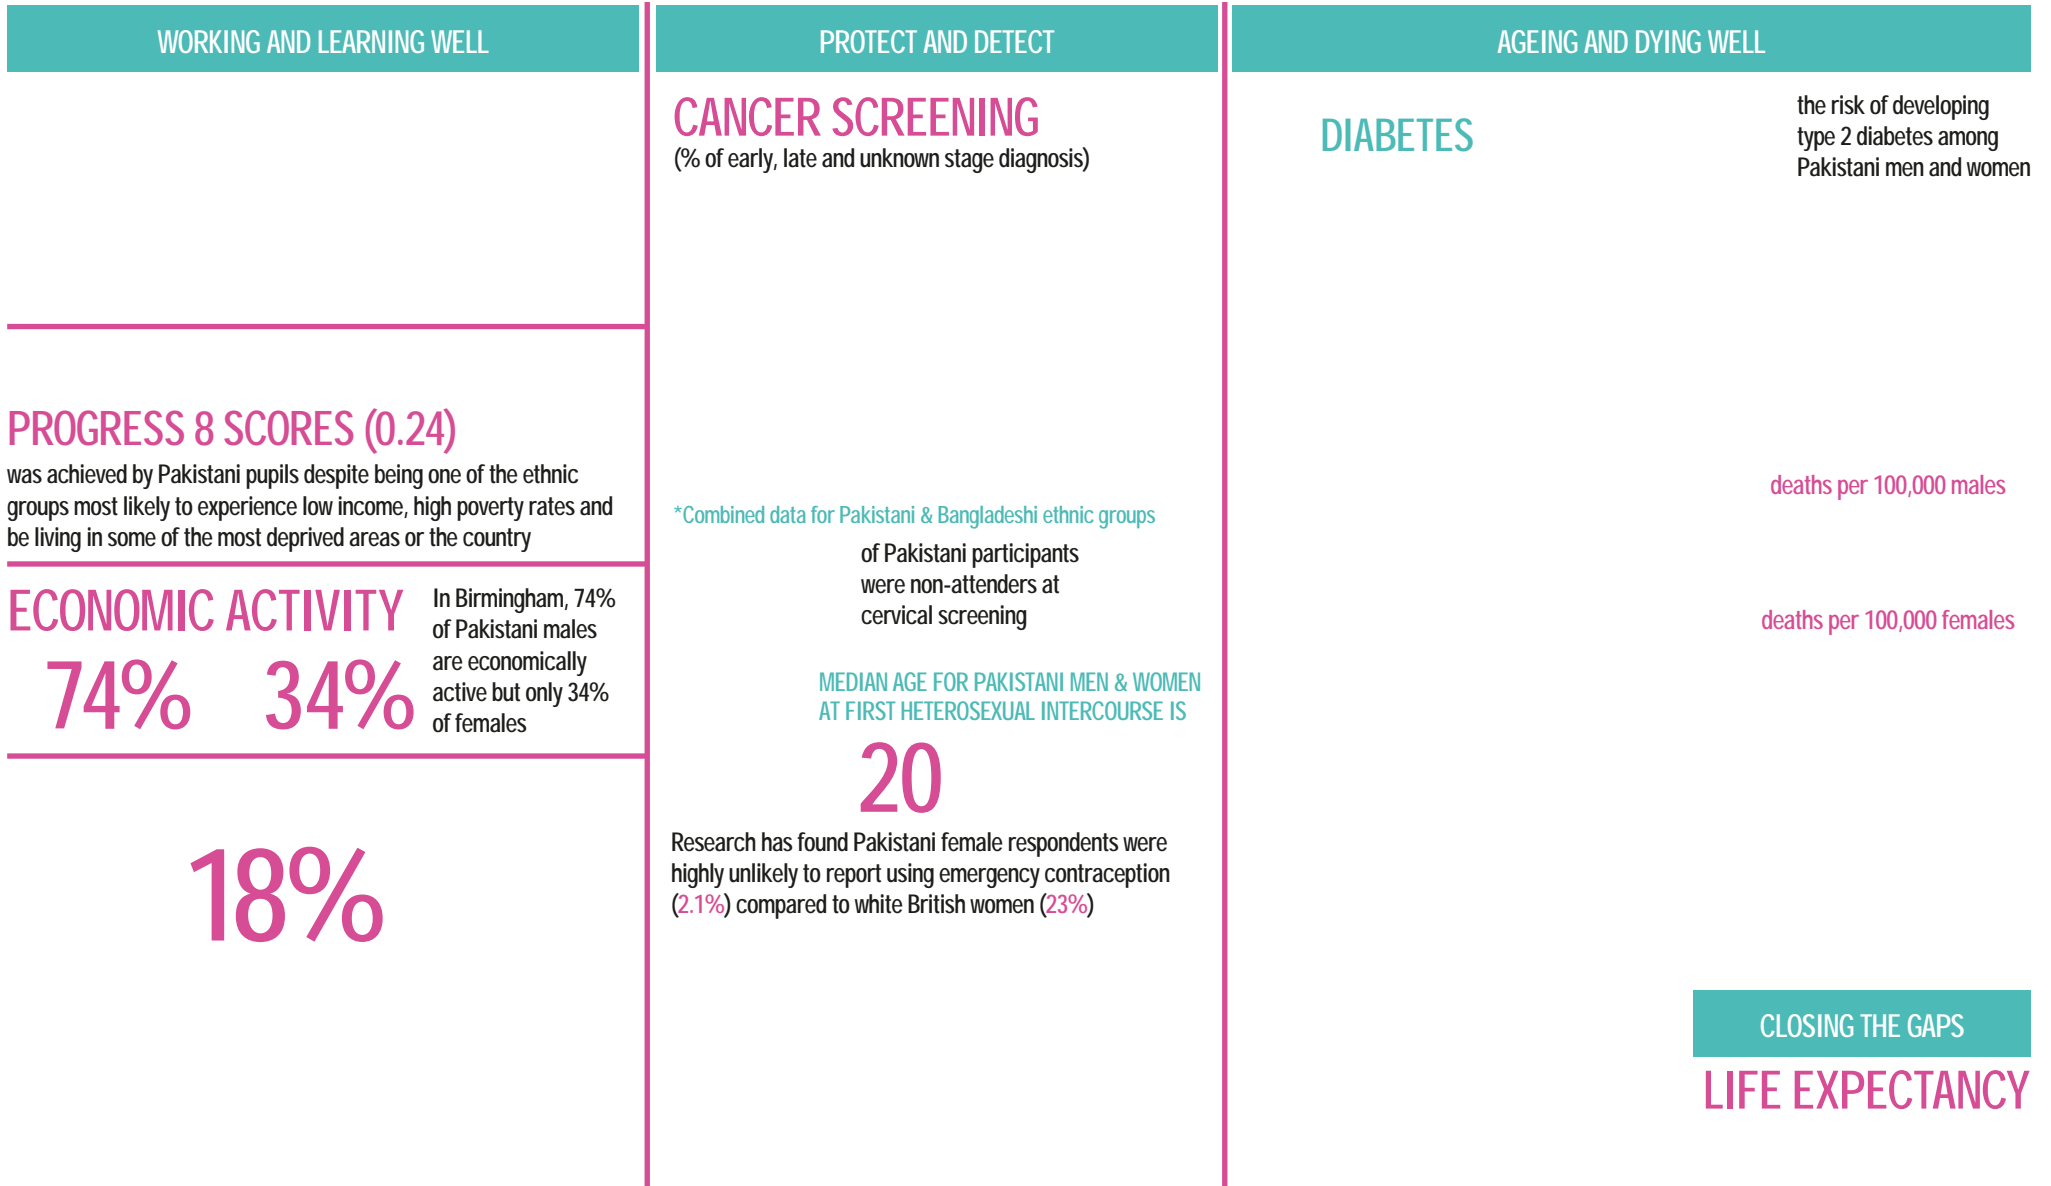 WORKING AND LEARNING WELL
PROGRESS 8 SCORES (0.24)
was achieved by Pakistani pupils despite being one of the ethnic
groups most likely to experience low income, high poverty rates and
be living in some of the most deprived areas or the country
ECONOMIC ACTIVITY
74% 34%
In Birmingham, 74%
of Pakistani males
are economically
active but only 34%
of females
18%
PROTECT AND DETECT
CANCER SCREENING
(% of early, late and unknown stage diagnosis)
*Combined data for Pakistani & Bangladeshi ethnic groups
of Pakistani participants
were non-attenders at
cervical screening
MEDIAN AGE FOR PAKISTANI MEN & WOMEN
AT FIRST HETEROSEXUAL INTERCOURSE IS
20
Research has found Pakistani female respondents were
highly unlikely to report using emergency contraception
(2.1%) compared to white British women (23%)
AGEING AND DYING WELL
DIABETES
the risk of developing
type 2 diabetes among
Pakistani men and women
deaths per 100,000 males
deaths per 100,000 females
CLOSING THE GAPS
LIFE EXPECTANCY